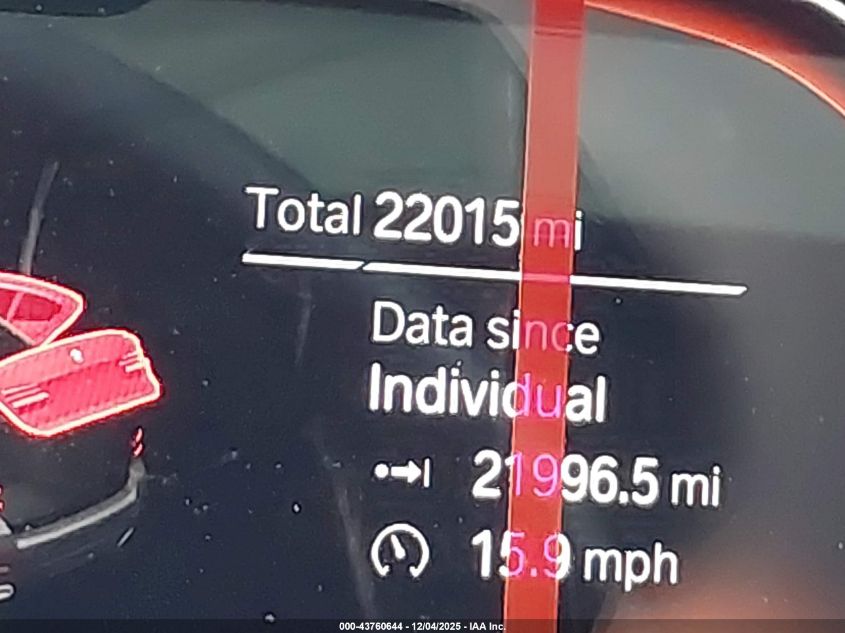 Total 22015 mi
Data since
Individual
21996.5 mi
15.9 mph
000-43760644 - 12/04/2025 - IAA Inc.